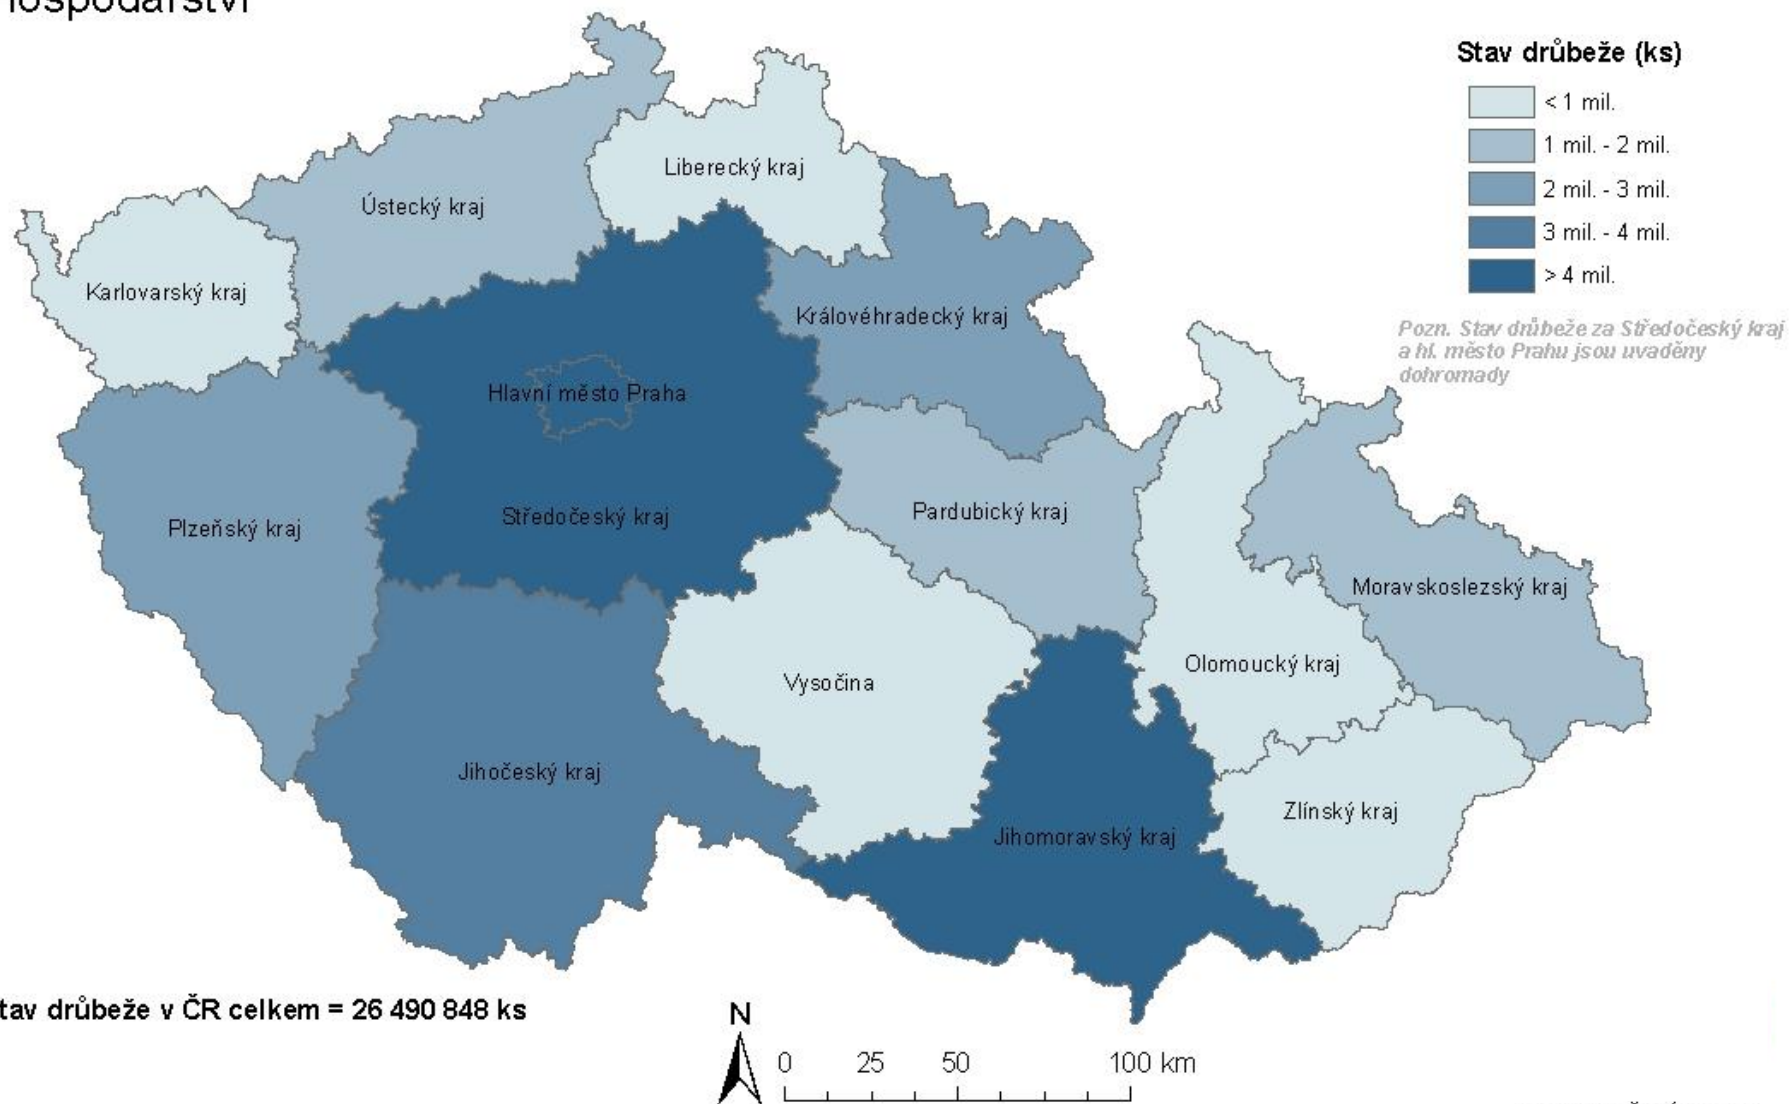 Stav drůbeže (ks)
< 1 mil.
1 mil. - 2 mil.
2 mil. - 3 mil.
3 mil. - 4 mil.
> 4 mil.
Pozn. Stav drůbeže za Středočeský kraj
a hl. město Prahu jsou uvaděny
dohromady
Liberecký kraj
Ústecký kraj
Karlovarský kraj
Královéhradecký kraj
Hlavní město Praha
Středočeský kraj
Pardubický kraj
Plzeňský kraj
Moravskoslezský kraj
Olomoucký kraj
Vysočina
Jihočeský kraj
Zlínský kraj
Jihomoravský kraj
tav drůbeže v ČR celkem = 26 490 848 ks
N
0 25 50 100 km